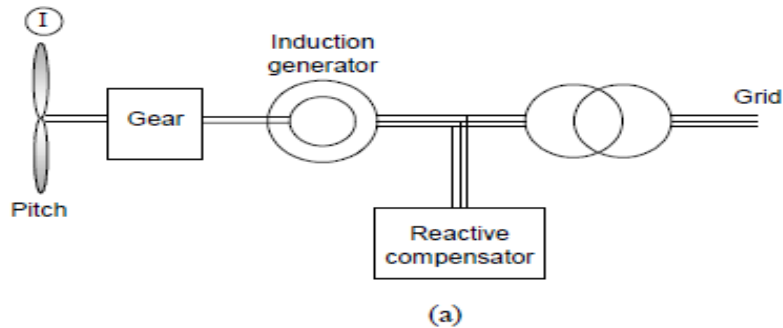 I
Induction
generator
Gear
Grid
Pitch
Reactive
compensator
(a)